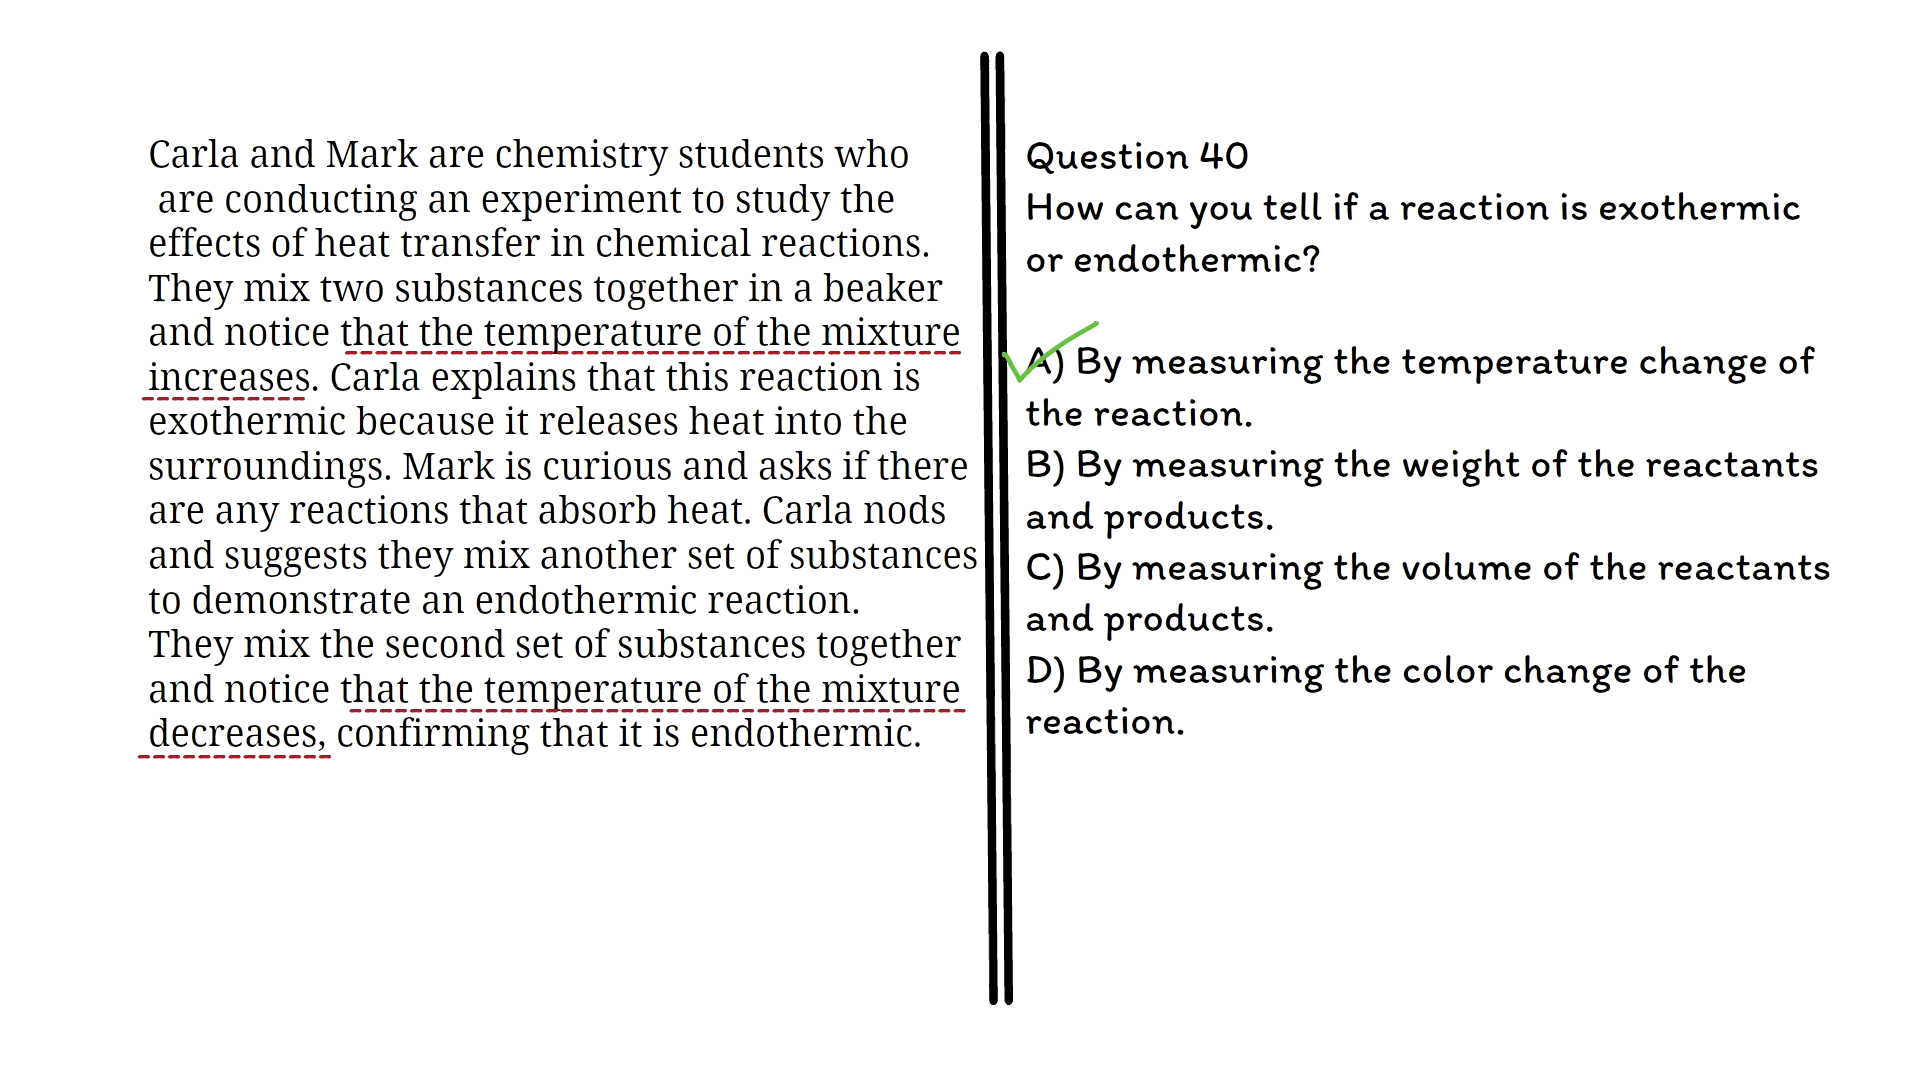 Carla and Mark are chemistry students who
are conducting an experiment to study the
effects of heat transfer in chemical reactions.
They mix two substances together in a beaker
and notice that the temperature of the mixture
increases. Carla explains that this reaction is
exothermic because it releases heat into the
surroundings. Mark is curious and asks if there
are any reactions that absorb heat. Carla nods
and suggests they mix another set of substances
to demonstrate an endothermic reaction.
They mix the second set of substances together
and notice that the temperature of the mixture
decreases, confirming that it is endothermic.
Question 40
How can you tell if a reaction is exothermic
or endothermic?
A) By measuring the temperature change of
the reaction.
B) By measuring the weight of the reactants
and products.
C) By measuring the volume of the reactants
and products.
D) By measuring the color change of the
reaction.